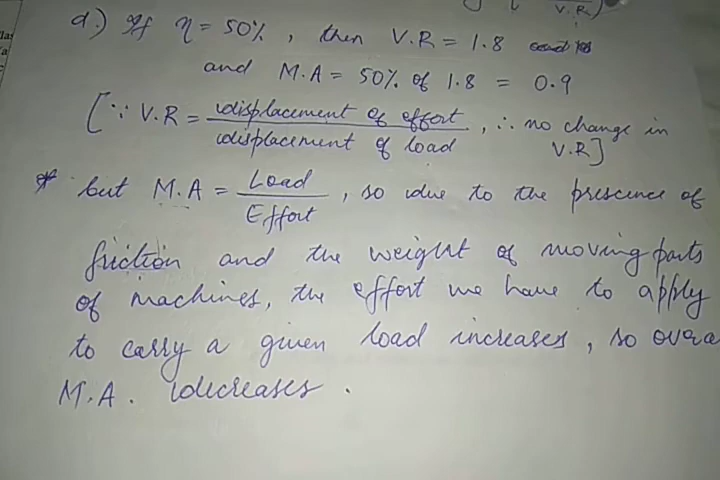 V.R)
d.) If η = 50%, then V.R = 1.8
and M.A = 50% of 1.8 = 0.9
[∵ V.R = displacement of effort / displacement of load, ∴ no change in V.R]
* but M.A = Load / Effort, so due to the presence of
friction and the weight of moving parts
of machines, the effort we have to apply
to carry a given load increases, so overa
M.A. decreases.